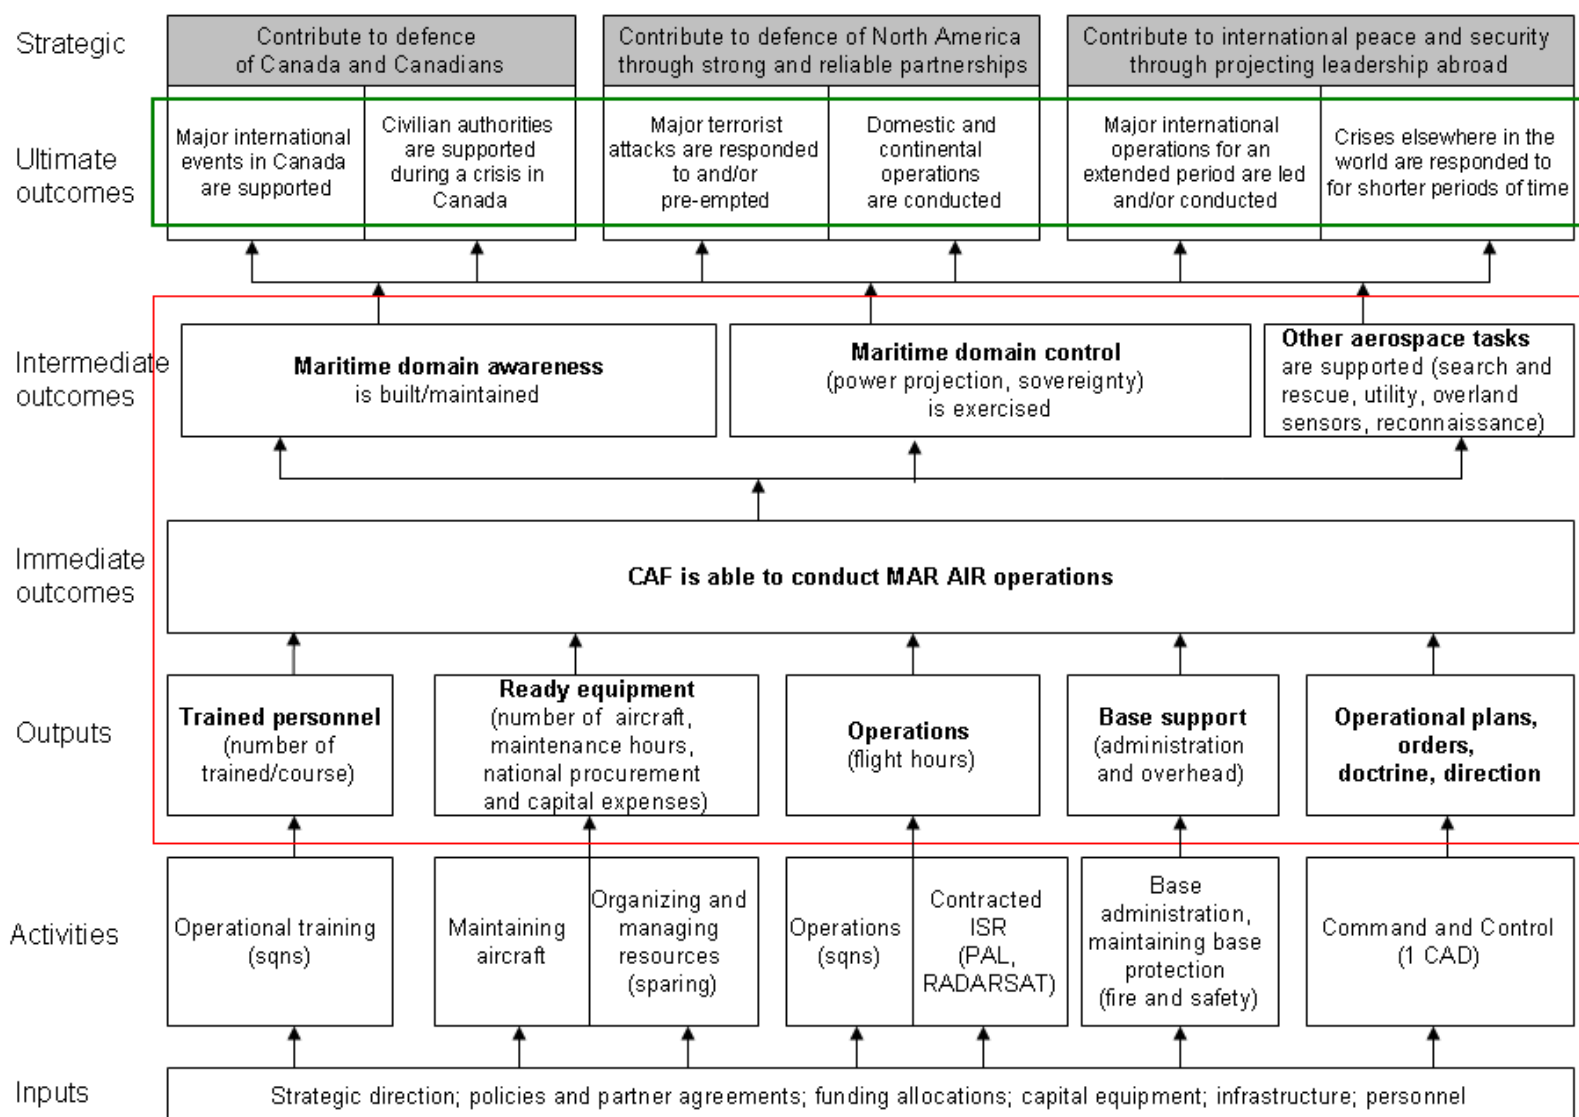 Strategic
Contribute to defence
of Canada and Canadians
Contribute to defence of North America
through strong and reliable partnerships
Contribute to international peace and security
through projecting leadership abroad
Ultimate
outcomes
Major international
events in Canada
are supported
Civilian authorities
are supported
during a crisis in
Canada
Major terrorist
attacks are responded
to and/or
pre-empted
Domestic and
continental
operations
are conducted
Major international
operations for an
extended period are led
and/or conducted
Crises elsewhere in the
world are responded to
for shorter periods of time
Intermediate
outcomes
Maritime domain awareness
is built/maintained
Maritime domain control
(power projection, sovereignty)
is exercised
Other aerospace tasks
are supported (search and
rescue, utility, overland
sensors, reconnaissance)
Immediate
outcomes
CAF is able to conduct MAR AIR operations
Outputs
Trained personnel
(number of
trained/course)
Ready equipment
(number of aircraft,
maintenance hours,
national procurement
and capital expenses)
Operations
(flight hours)
Base support
(administration
and overhead)
Operational plans,
orders,
doctrine, direction
Activities
Operational training
(sqns)
Maintaining
aircraft
Organizing and
managing
resources
(sparing)
Operations
(sqns)
Contracted
ISR
(PAL,
RADARSAT)
Base
administration,
maintaining base
protection
(fire and safety)
Command and Control
(1 CAD)
Inputs
Strategic direction; policies and partner agreements; funding allocations; capital equipment; infrastructure; personnel